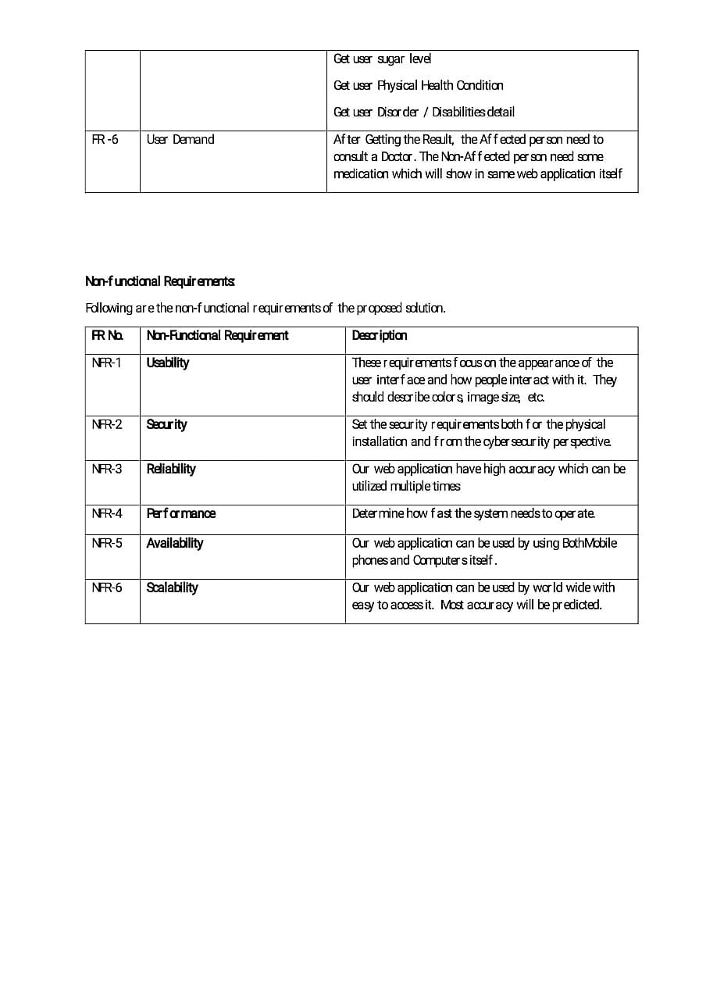 Get user sugar level
Get user Physical Health Condition
Get user Disorder / Disabilities detail
FR-6 User Demand After Getting the Result, the Affected person need to
consult a Doctor. The Non-Affected person need some
medication which will show in same web application itself
Non-functional Requirements:
Following are the non-functional requirements of the proposed solution.
FR No. Non-Functional Requirement Description
NFR-1 Usability These requirements focus on the appearance of the
user interface and how people interact with it. They
should describe colors, image size, etc.
NFR-2 Security Set the security requirements both for the physical
installation and from the cyber security perspective.
NFR-3 Reliability Our web application have high accuracy which can be
utilized multiple times
NFR-4 Performance Determine how fast the system needs to operate.
NFR-5 Availability Our web application can be used by using BothMobile
phones and Computers itself.
NFR-6 Scalability Our web application can be used by world wide with
easy to access it. Most accuracy will be predicted.